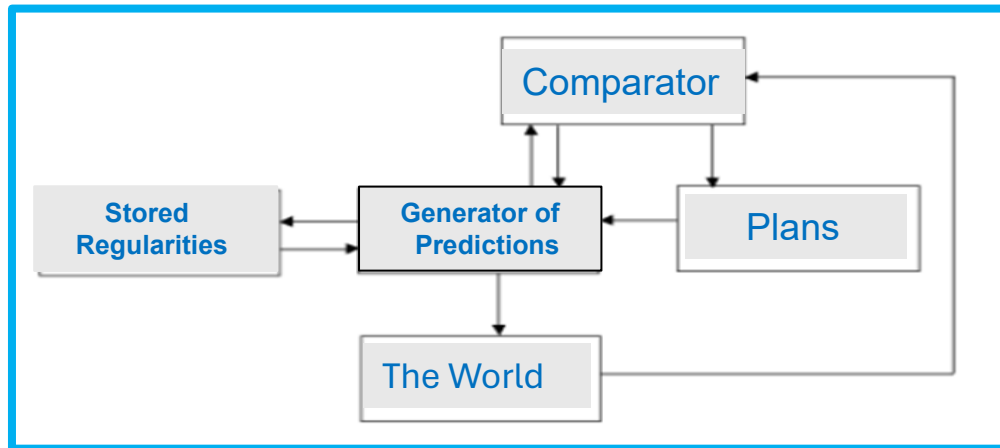 Comparator
Stored
Regularities
Generator of
Predictions
Plans
The World